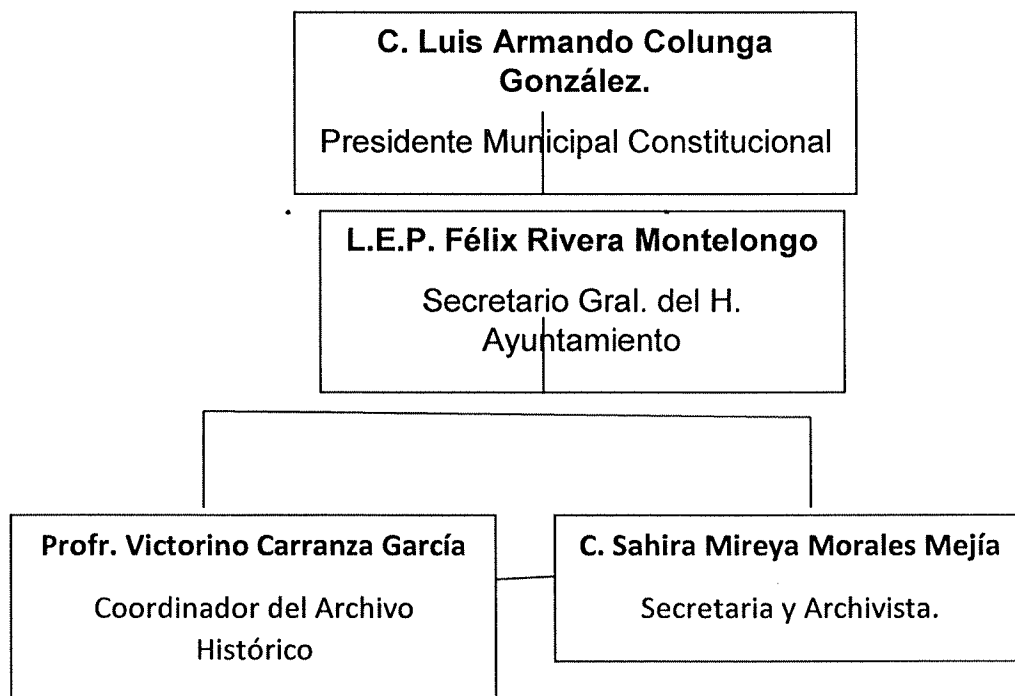 C. Luis Armando Colunga
González.
Presidente Municipal Constitucional
L.E.P. Félix Rivera Montelongo
Secretario Gral. del H.
Ayuntamiento
Profr. Victorino Carranza García
Coordinador del Archivo
Histórico
C. Sahira Mireya Morales Mejía
Secretaria y Archivista.